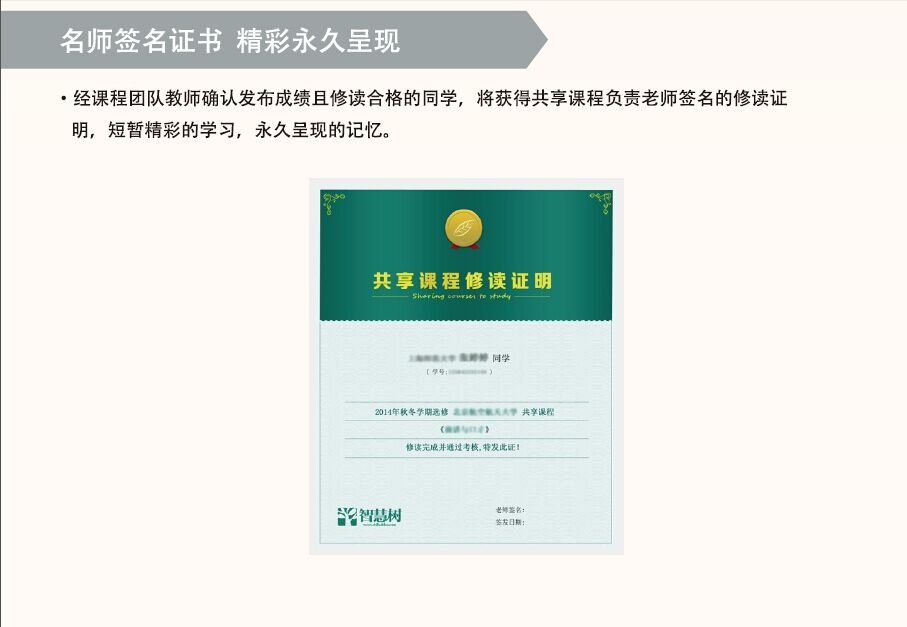 名师签名证书 精彩永久呈现
• 经课程团队教师确认发布成绩且修读合格的同学，将获得共享课程负责老师签名的修读证
明，短暂精彩的学习，永久呈现的记忆。
共享课程修读证明
Sharing courses to study
同学
（学号: ）
2014年秋冬学期选修 共享课程
《 》
修读完成并通过考核,特发此证！
智慧树
老师签名:
签发日期: